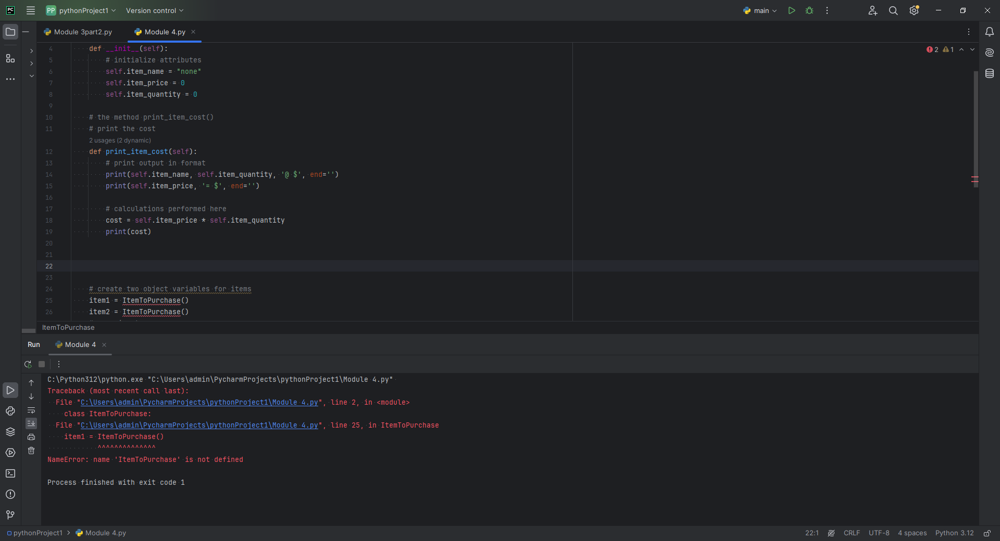 PC PP pythonProject1 Version control main
Module 3part2.py Module 4.py
2 1
4 def __init__(self):
5 # initialize attributes
6 self.item_name = "none"
7 self.item_price = 0
8 self.item_quantity = 0
9
10 # the method print_item_cost()
11 # print the cost
2 usages (2 dynamic)
12 def print_item_cost(self):
13 # print output in format
14 print(self.item_name, self.item_quantity, '@ $', end='')
15 print(self.item_price, '= $', end='')
16
17 # calculations performed here
18 cost = self.item_price * self.item_quantity
19 print(cost)
20
21
22
23
24 # create two object variables for items
25 item1 = ItemToPurchase()
26 item2 = ItemToPurchase()
ItemToPurchase
Run Module 4
C:\Python312\python.exe "C:\Users\admin\PycharmProjects\pythonProject1\Module 4.py"
Traceback (most recent call last):
File "C:\Users\admin\PycharmProjects\pythonProject1\Module 4.py", line 2, in <module>
class ItemToPurchase:
File "C:\Users\admin\PycharmProjects\pythonProject1\Module 4.py", line 25, in ItemToPurchase
item1 = ItemToPurchase()
^^^^^^^^^^^^^^
NameError: name 'ItemToPurchase' is not defined
Process finished with exit code 1
pythonProject1 > Module 4.py 22:1 CRLF UTF-8 4 spaces Python 3.12